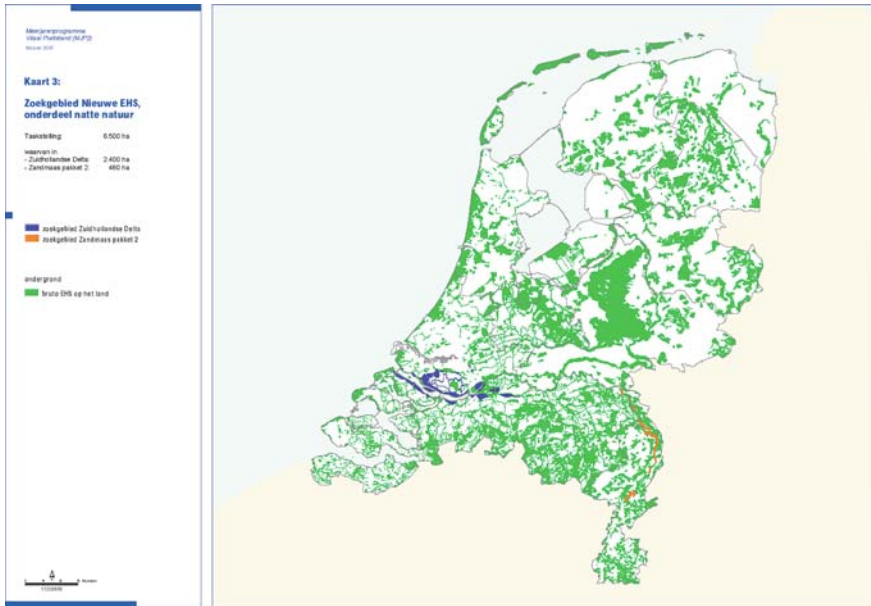 Meerjarenprogramma
Vitaal Platteland (MJP2)
Kaart 3:
Zoekgebied Nieuwe EHS,
onderdeel natte natuur
Taakstelling: 6.500 ha
waarvan in
- Zuidhollandse Delta: 2.400 ha
- Zandmaas pakket 2: 460 ha
zoekgebied Zuidhollandse Delta
zoekgebied Zandmaas pakket 2
ondergrond
bruto EHS op het land